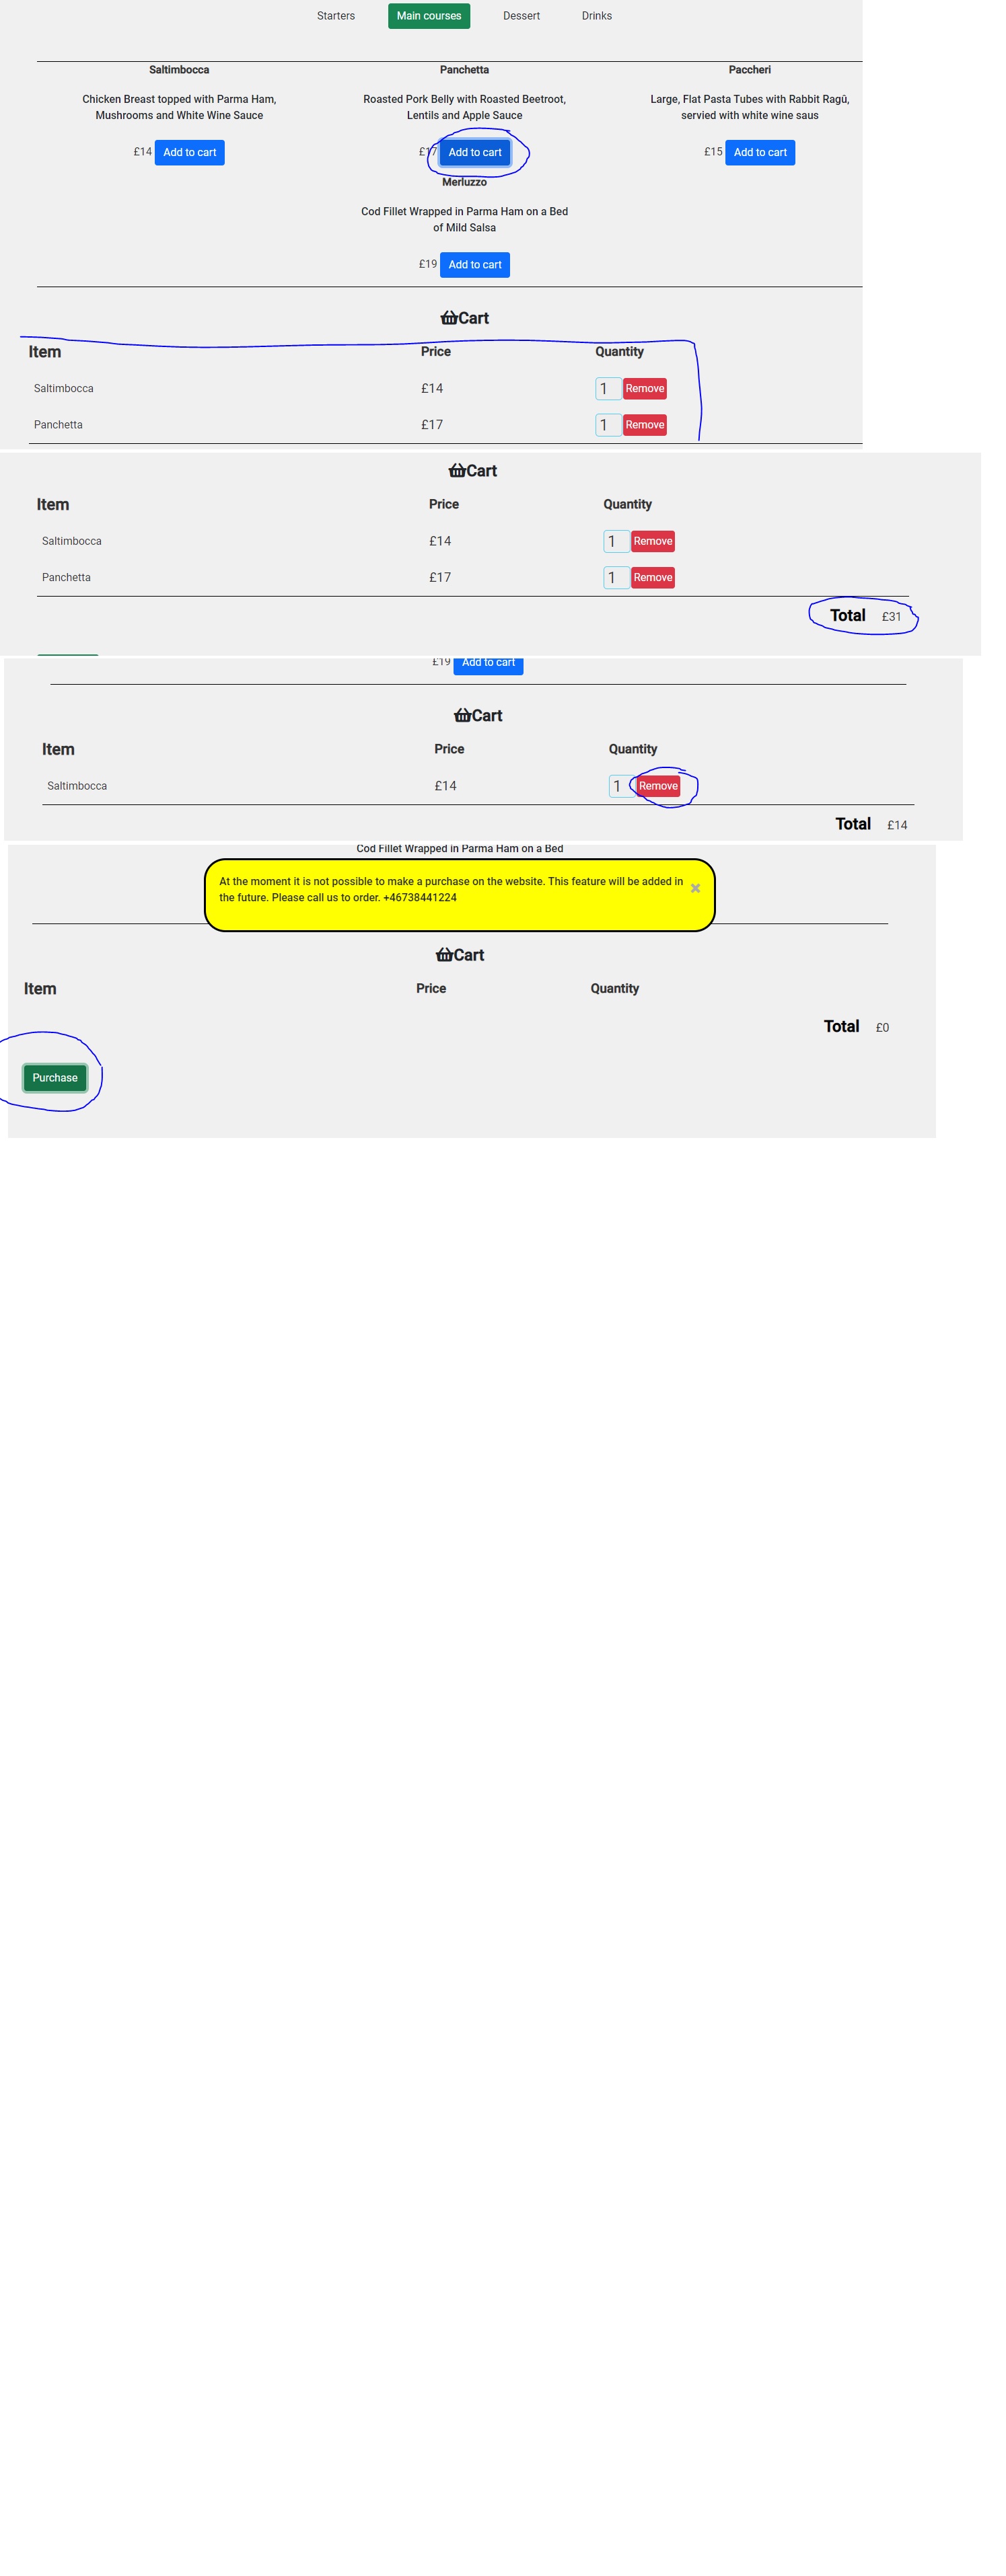 Starters Main courses Dessert Drinks
Saltimbocca Panchetta Paccheri
Chicken Breast topped with Parma Ham, Roasted Pork Belly with Roasted Beetroot, Large, Flat Pasta Tubes with Rabbit Ragû,
Mushrooms and White Wine Sauce Lentils and Apple Sauce servied with white wine saus
£14 Add to cart £17 Add to cart £15 Add to cart
Merluzzo
Cod Fillet Wrapped in Parma Ham on a Bed
of Mild Salsa
£19 Add to cart
Cart
Item Price Quantity
Saltimbocca £14 1 Remove
Panchetta £17 1 Remove
Cart
Item Price Quantity
Saltimbocca £14 1 Remove
Panchetta £17 1 Remove
Total £31
£19 Add to cart
Cart
Item Price Quantity
Saltimbocca £14 1 Remove
Total £14
Cod Fillet Wrapped in Parma Ham on a Bed
At the moment it is not possible to make a purchase on the website. This feature will be added in
the future. Please call us to order. +46738441224
Cart
Item Price Quantity
Total £0
Purchase